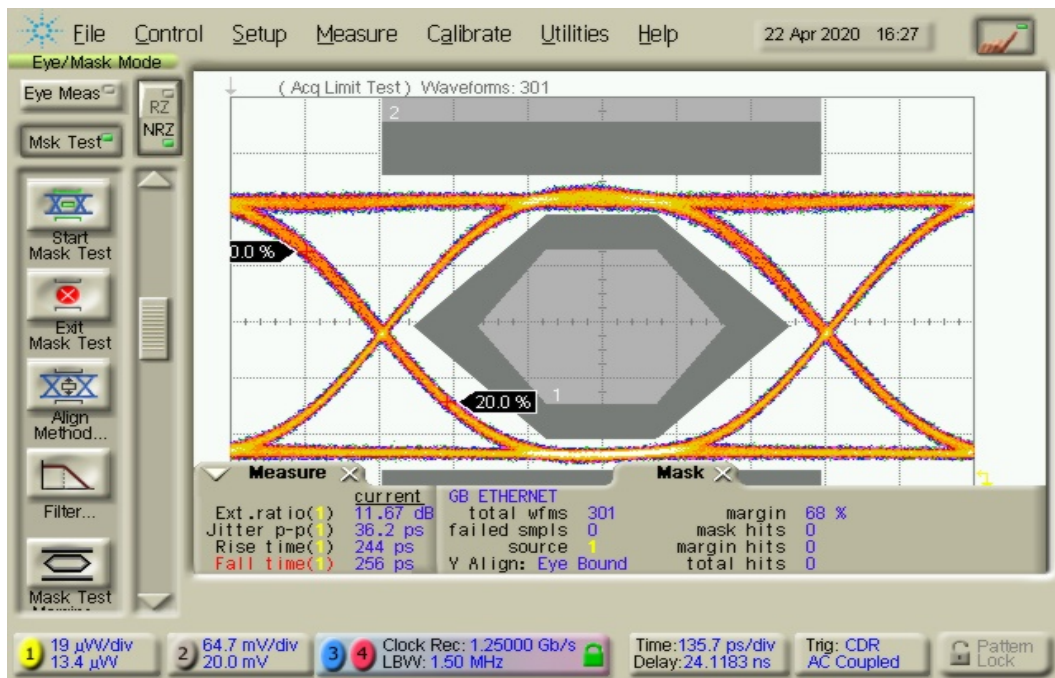 File Control Setup Measure Calibrate Utilities Help 22 Apr 2020 16:27
Eye/Mask Mode
Eye Meas
RZ
NRZ
Msk Test
( Acq Limit Test ) Waveforms: 301
2
Start
Mask Test
0.0 %
Exit
Mask Test
20.0 %
1
Align
Method...
Filter...
Mask Test
Measure
Mask
current
Ext.ratio(1) 11.67 dB
Jitter p-p(1) 36.2 ps
Rise time(1) 244 ps
Fall time(1) 256 ps
GB ETHERNET
total wfms 301 margin 68 %
failed smpls 0 mask hits 0
source 1 margin hits 0
Y Align: Eye Bound total hits 0
1 19 µW/div
13.4 µW
2 64.7 mV/div
20.0 mV
3 4 Clock Rec: 1.25000 Gb/s
LBW: 1.50 MHz
Time:135.7 ps/div
Delay:24.1183 ns
Trig: CDR
AC Coupled
Pattern
Lock